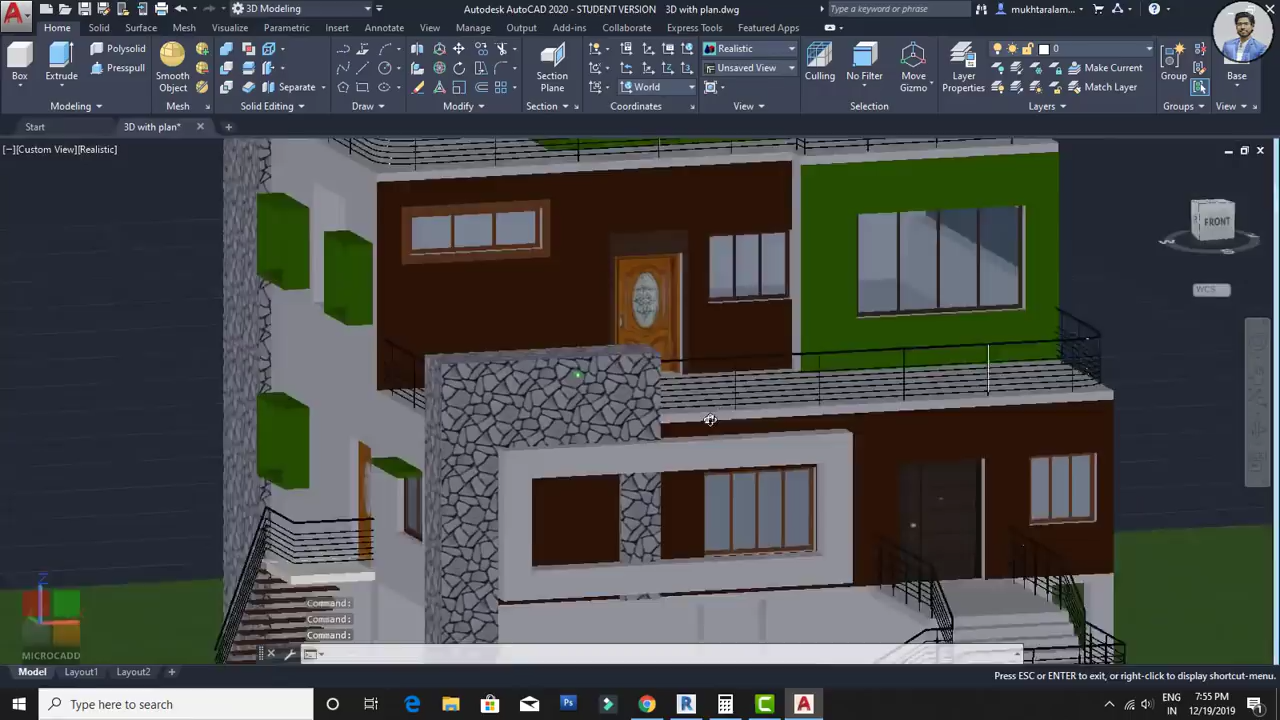 3D Modeling
Autodesk AutoCAD 2020 - STUDENT VERSION 3D with plan.dwg
Type a keyword or phrase
mukhtaralam...
Home Solid Surface Mesh Visualize Parametric Insert Annotate View Manage Output Add-ins Collaborate Express Tools Featured Apps
Box
Extrude
Polysolid
Presspull
Smooth
Object
Separate
Section
Plane
World
Realistic
Unsaved View
Culling
No Filter
Move
Gizmo
Layer
Properties
0
Make Current
Match Layer
Group
Base
Modeling Mesh Solid Editing Draw Modify Section Coordinates View Selection Layers Groups View
Start
3D with plan*
[−][Custom View][Realistic]
FRONT
WCS
Z
Command:
Command:
Command:
MICROCADD
Model Layout1 Layout2
Press ESC or ENTER to exit, or right-click to display shortcut-menu.
Type here to search
ENG
IN
7:55 PM
12/19/2019